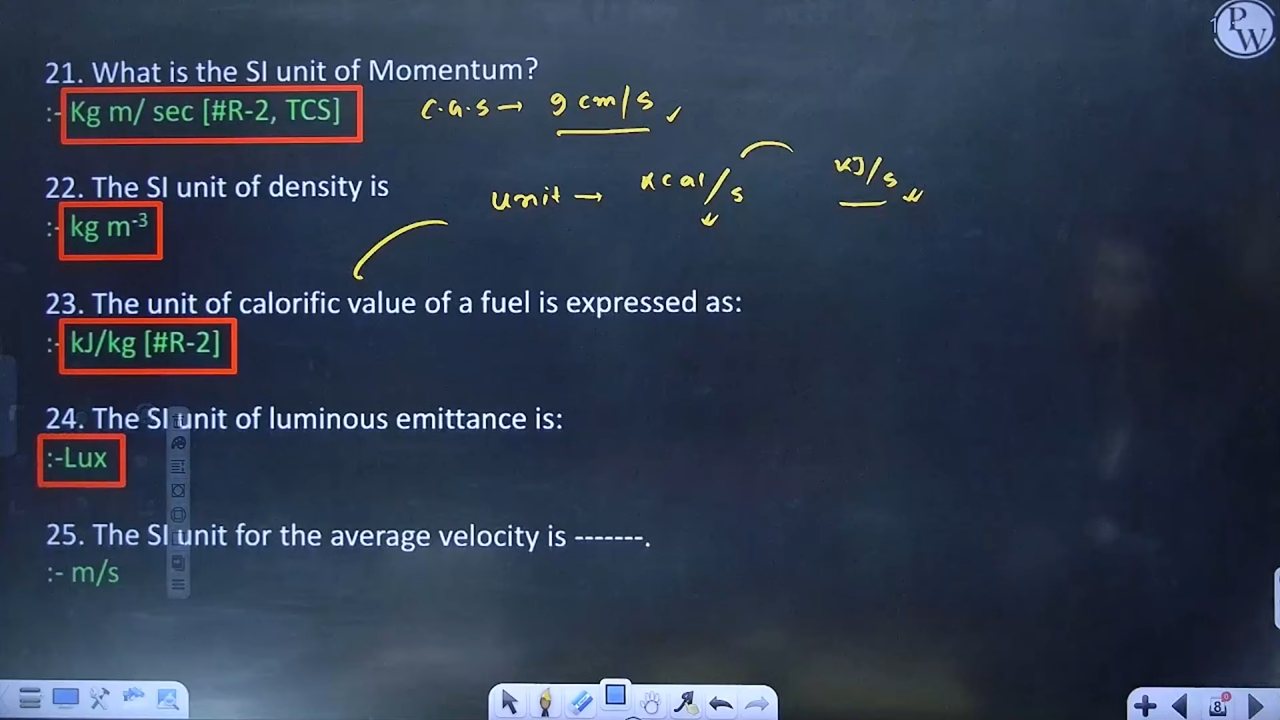 PW
21. What is the SI unit of Momentum?
:- Kg m/ sec [#R-2, TCS]
C.G.S → g cm/s
22. The SI unit of density is
unit → Kcal/s KJ/s
:- kg m⁻³
23. The unit of calorific value of a fuel is expressed as:
:- kJ/kg [#R-2]
24. The SI unit of luminous emittance is:
:-Lux
25. The SI unit for the average velocity is -------.
:- m/s
8
0